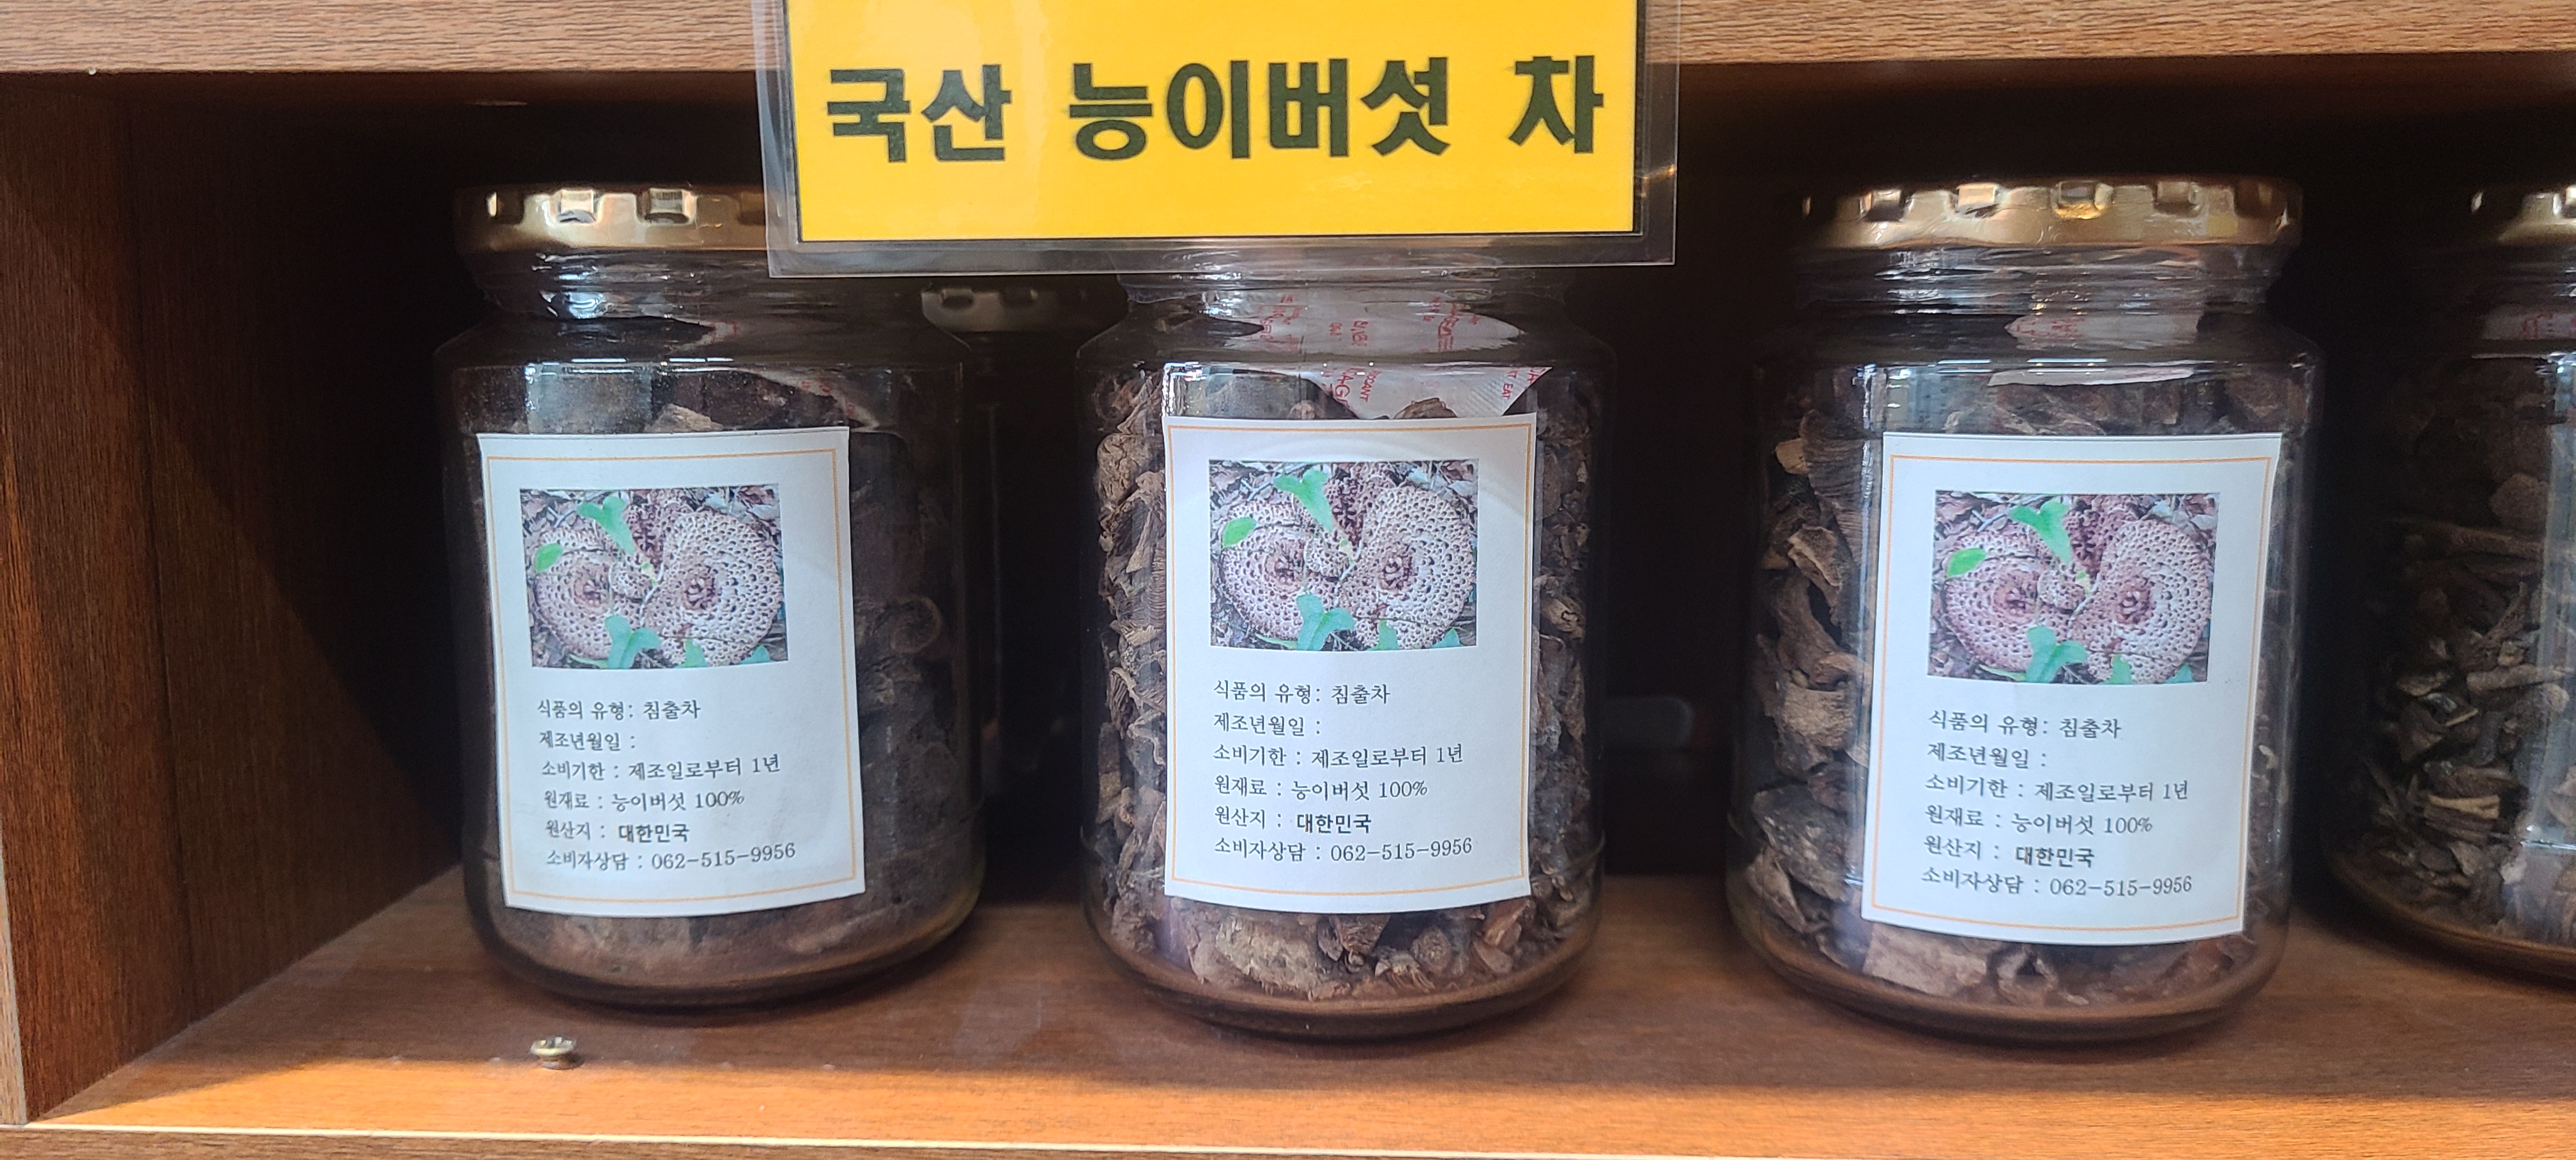 국산 능이버섯 차
식품의 유형: 침출차
제조년월일 :
소비기한 : 제조일로부터 1년
원재료 : 능이버섯 100%
원산지 : 대한민국
소비자상담 : 062-515-9956
식품의 유형: 침출차
제조년월일 :
소비기한 : 제조일로부터 1년
원재료 : 능이버섯 100%
원산지 : 대한민국
소비자상담 : 062-515-9956
식품의 유형: 침출차
제조년월일 :
소비기한 : 제조일로부터 1년
원재료 : 능이버섯 100%
원산지 : 대한민국
소비자상담 : 062-515-9956